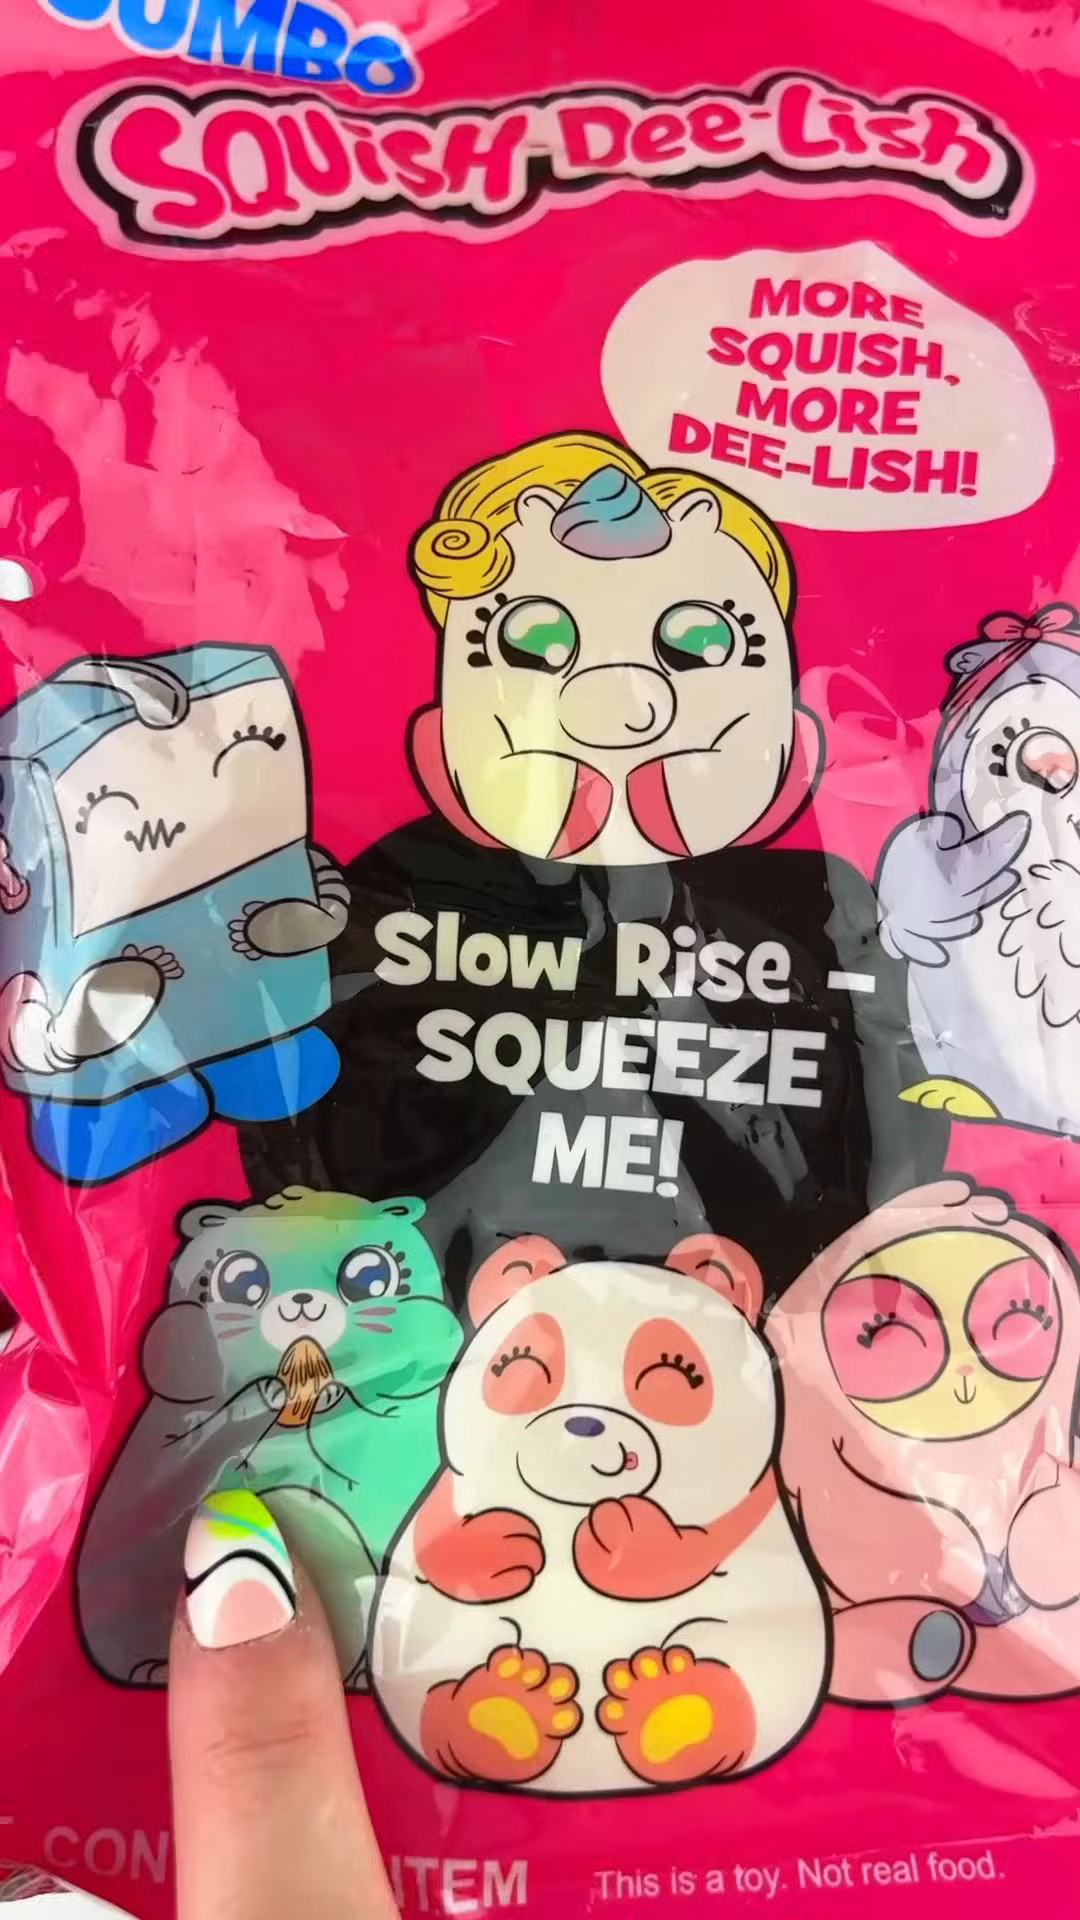 JUMBO
SQUiSH-Dee-Lish
TM
MORE
SQUISH,
MORE
DEE-LISH!
Slow Rise -
SQUEEZE
ME!
ITEM
This is a toy. Not real food.